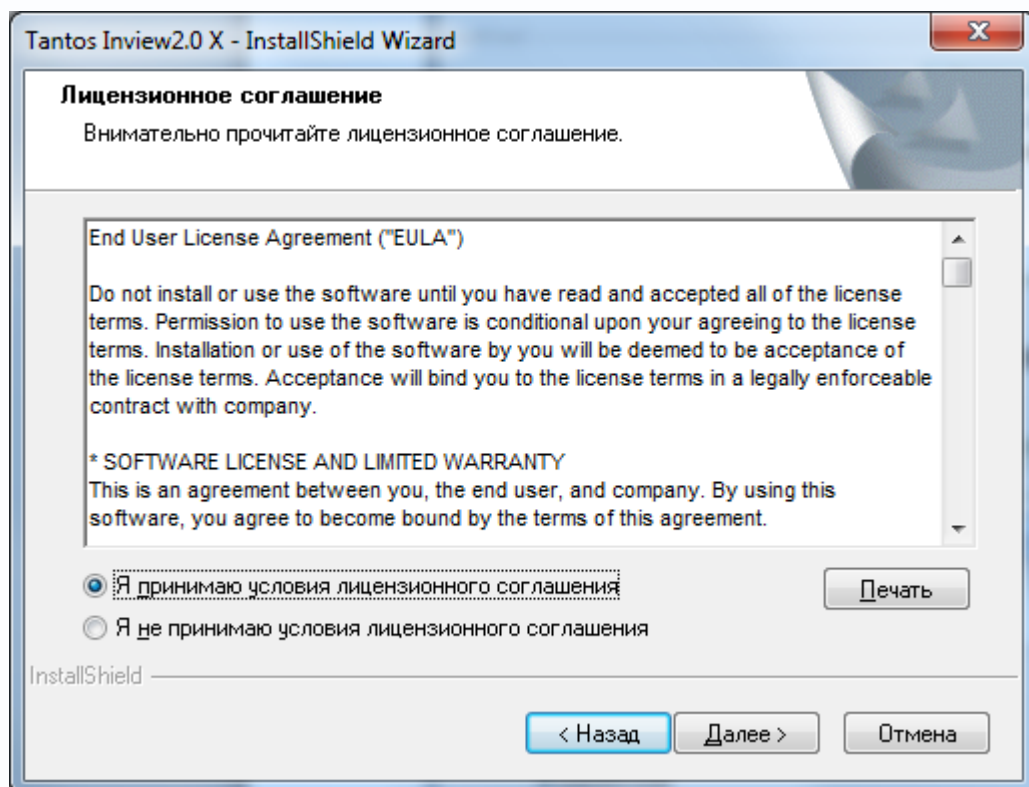 Tantos Inview2.0 X - InstallShield Wizard
Лицензионное соглашение
Внимательно прочитайте лицензионное соглашение.
End User License Agreement ("EULA")
Do not install or use the software until you have read and accepted all of the license
terms. Permission to use the software is conditional upon your agreeing to the license
terms. Installation or use of the software by you will be deemed to be acceptance of
the license terms. Acceptance will bind you to the license terms in a legally enforceable
contract with company.
* SOFTWARE LICENSE AND LIMITED WARRANTY
This is an agreement between you, the end user, and company. By using this
software, you agree to become bound by the terms of this agreement.
Я принимаю условия лицензионного соглашения
Печать
Я не принимаю условия лицензионного соглашения
InstallShield
< Назад
Далее >
Отмена